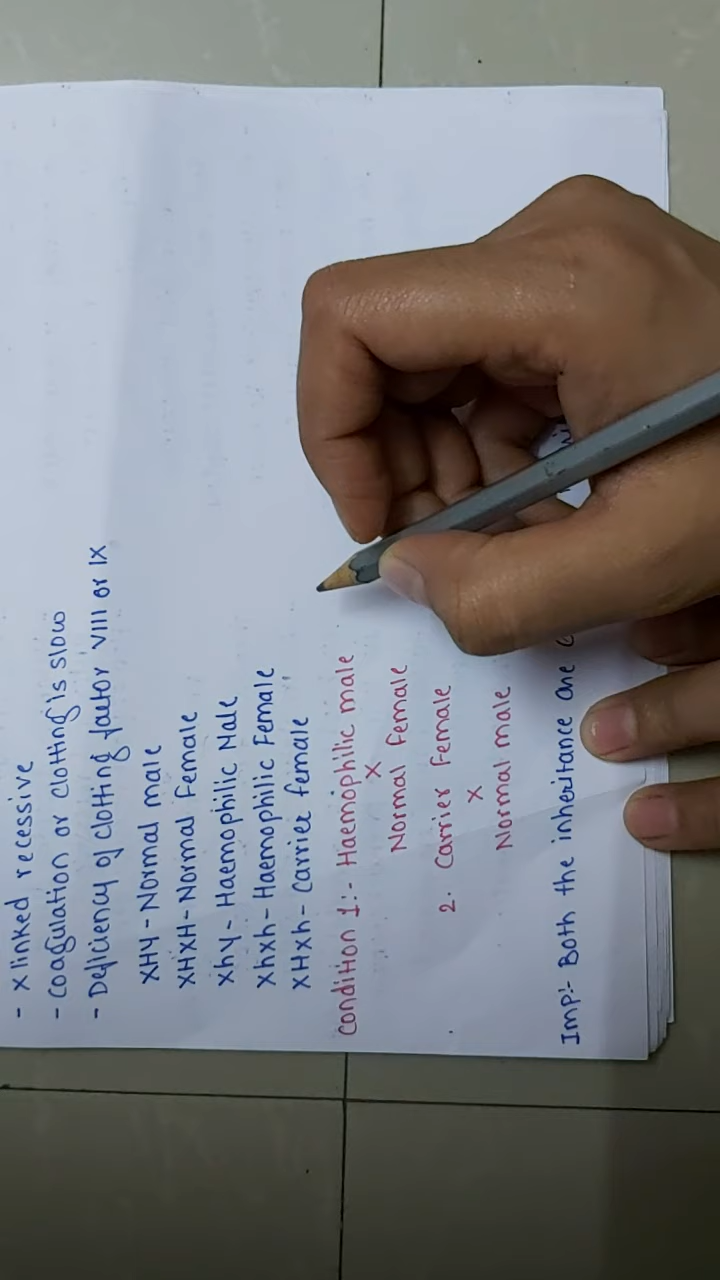 - X linked recessive
- Coagulation or clotting is slow
- Deficiency of clotting factor VIII or IX
XHY - Normal male
XHXH - Normal Female
Xhy - Haemophilic Male
Xhxh - Haemophilic Female
XHxh - Carrier female
Condition 1:- Haemophilic male
X
Normal Female
2. Carrier Female
X
Normal male
Imp:- Both the inheritance are